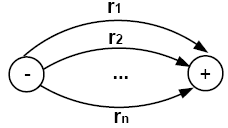 r1
r2
- ... +
rn